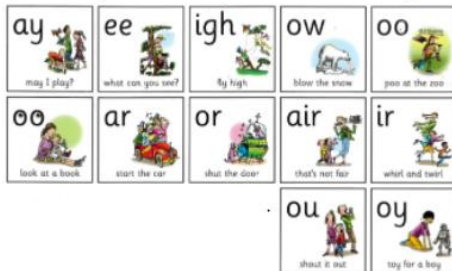 ay
may I play?
ee
what can you see?
igh
fly high
ow
blow the snow
oo
poo at the zoo
oo
look at a book
ar
start the car
or
shut the door
air
that's not fair
ir
whirl and twirl
ou
shout it out
oy
toy for a boy